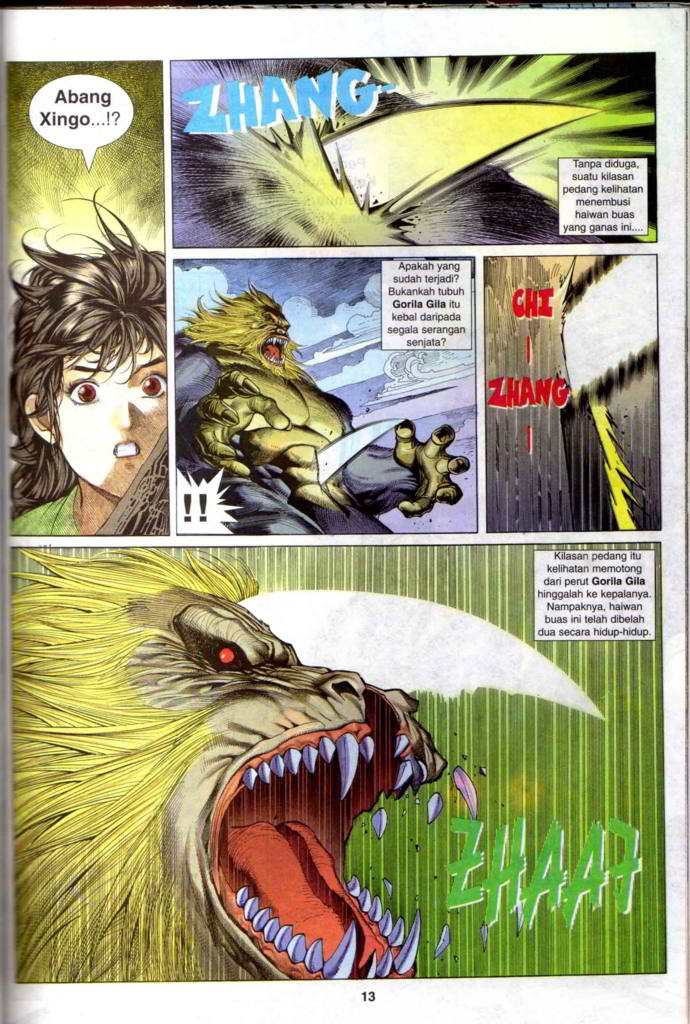 Abang
Xingo...!?
ZHANG-
Tanpa diduga,
suatu kilasan
pedang kelihatan
menembusi
haiwan buas
yang ganas ini....
Apakah yang
sudah terjadi?
Bukankah tubuh
Gorila Gila itu
kebal daripada
segala serangan
senjata?
!!
CHI
ZHANG
Kilasan pedang itu
kelihatan memotong
dari perut Gorila Gila
hinggalah ke kepalanya.
Nampaknya, haiwan
buas ini telah dibelah
dua secara hidup-hidup.
ZHAA
13